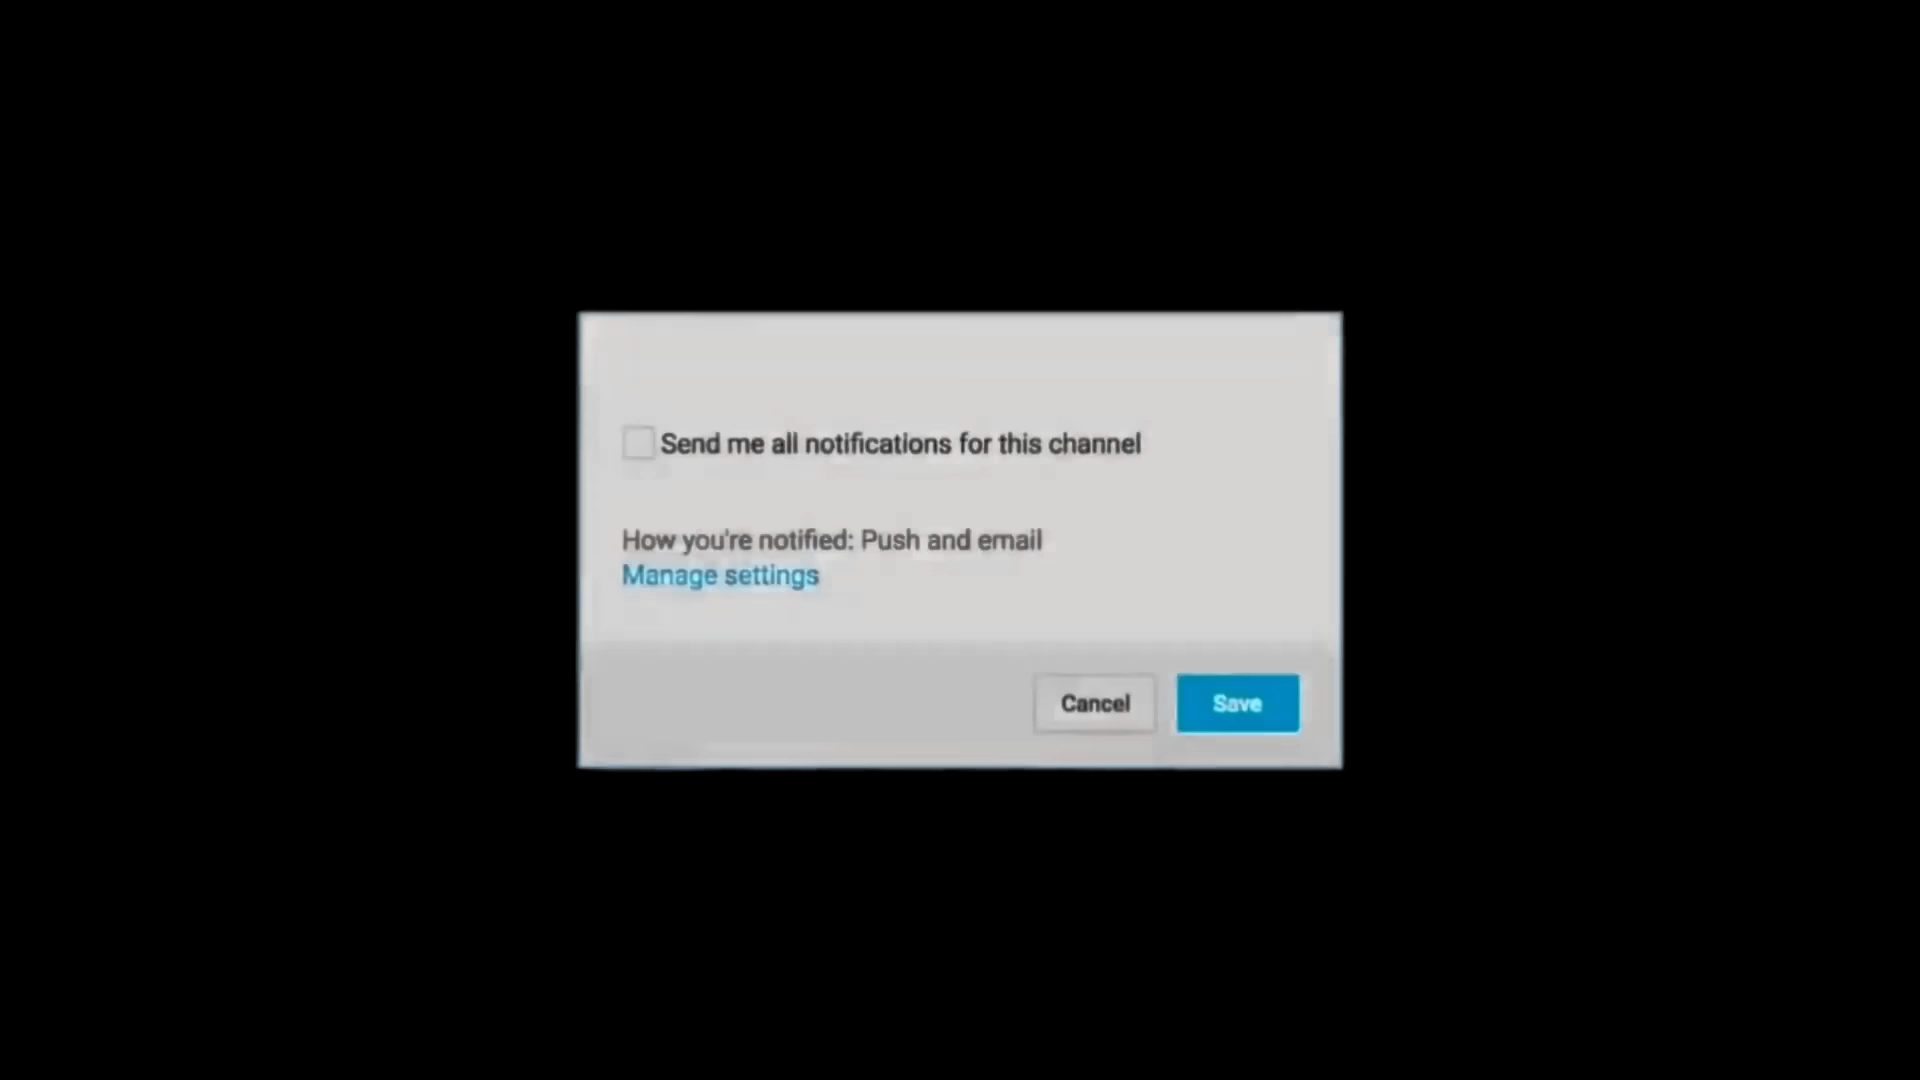 Send me all notifications for this channel
How you're notified: Push and email
Manage settings
Cancel
Save